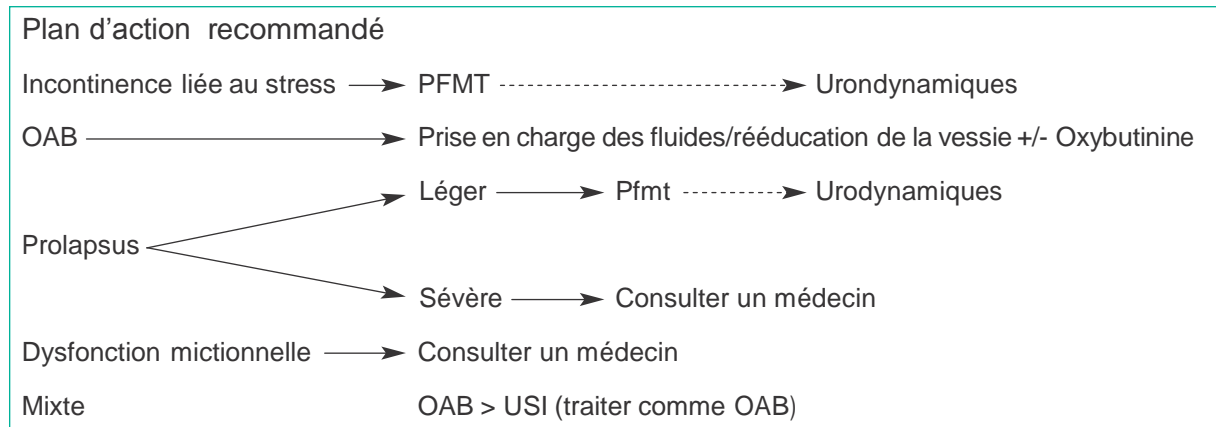 Plan d’action recommandé
Incontinence liée au stress PFMT Urondynamiques
OAB Prise en charge des fluides/rééducation de la vessie +/- Oxybutinine
Léger Pfmt Urodynamiques
Prolapsus
Sévère Consulter un médecin
Dysfonction mictionnelle Consulter un médecin
Mixte OAB > USI (traiter comme OAB)